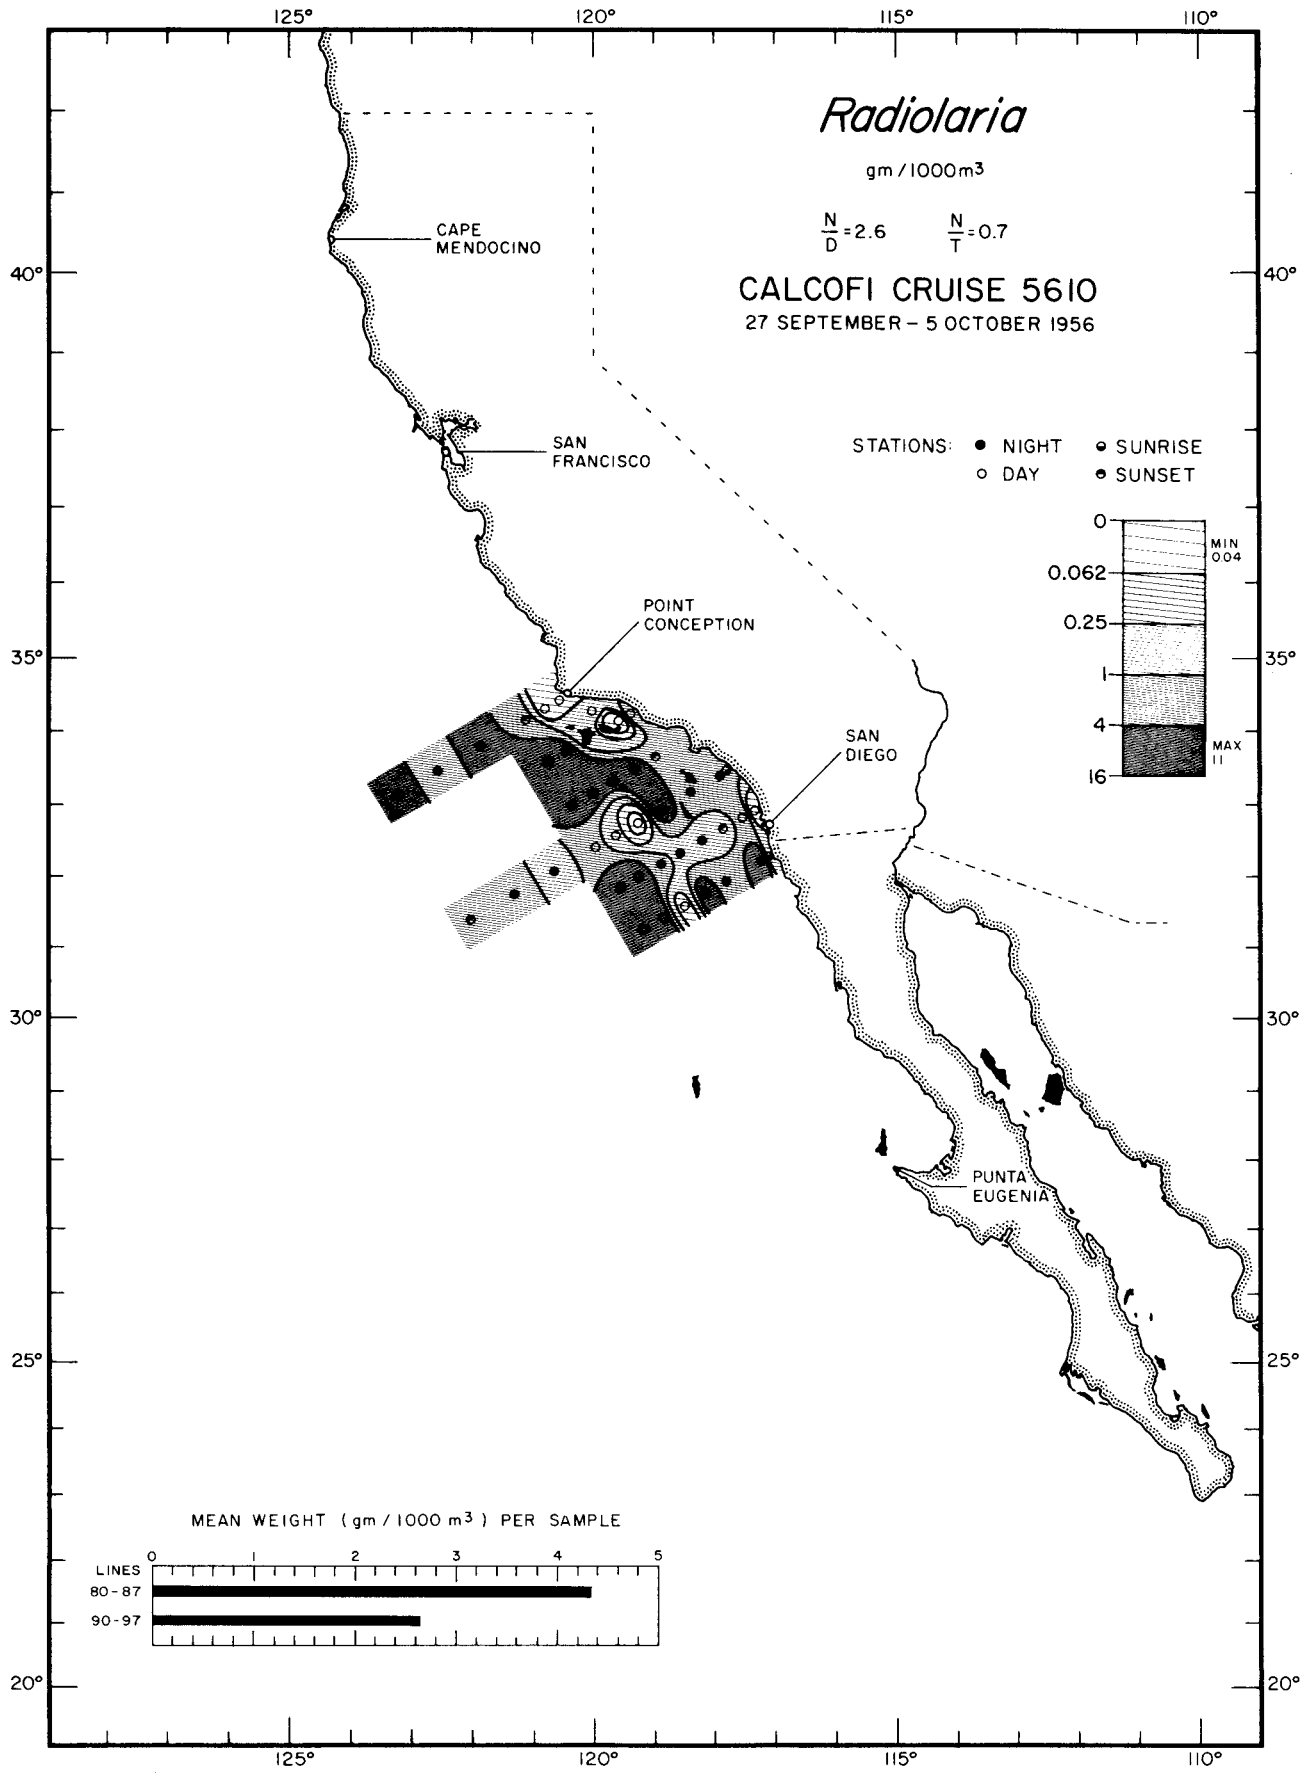 125° 120° 115° 110°
Radiolaria
gm/1000m³
N/D = 2.6 N/T = 0.7
CALCOFI CRUISE 5610
27 SEPTEMBER – 5 OCTOBER 1956
CAPE
MENDOCINO
40° 40°
SAN
FRANCISCO
STATIONS: NIGHT SUNRISE
DAY SUNSET
0
MIN
0.04
0.062
0.25
1
4
MAX
11
16
POINT
CONCEPTION
35° 35°
SAN
DIEGO
30° 30°
PUNTA
EUGENIA
25° 25°
MEAN WEIGHT (gm/1000 m³) PER SAMPLE
0 1 2 3 4 5
LINES
80-87
90-97
20° 20°
125° 120° 115° 110°